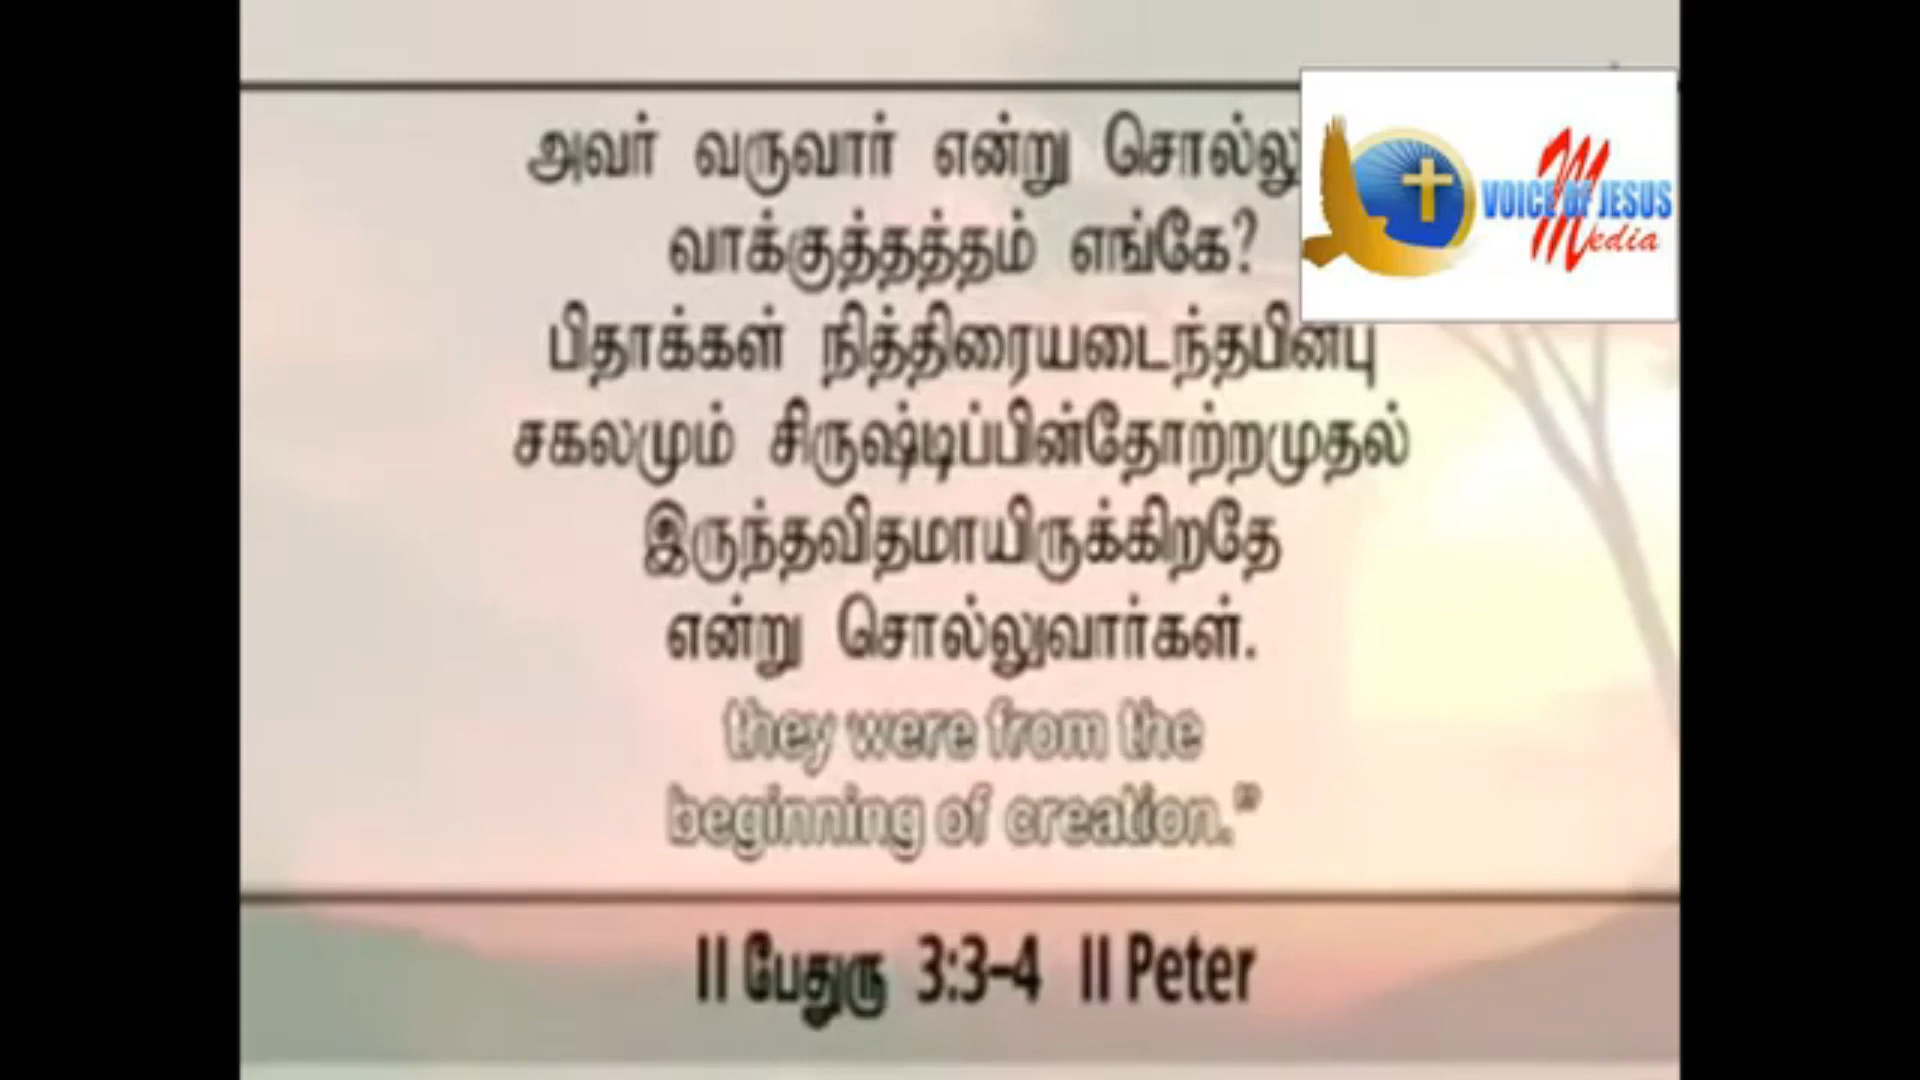 அவர் வருவார் என்று சொல்லு
வாக்குத்தத்தம் எங்கே?
பிதாக்கள் நித்திரையடைந்தபின்பு
சகலமும் சிருஷ்டிப்பின்தோற்றமுதல்
இருந்தவிதமாயிருக்கிறதே
என்று சொல்லுவார்கள்.
they were from the
beginning of creation.”
II பேதுரு 3:3–4 II Peter
VOICE OF JESUS
Media